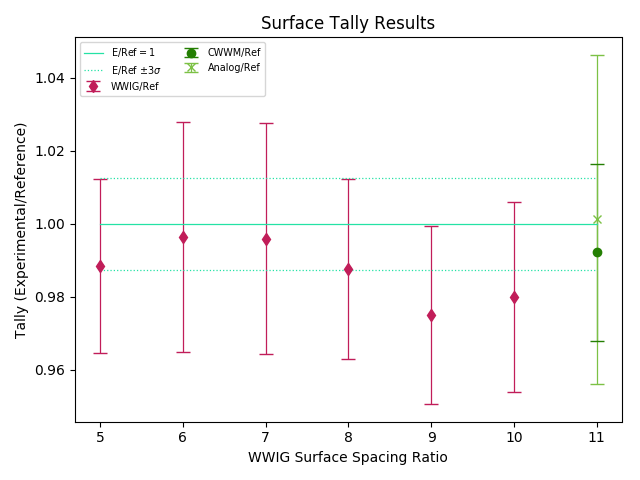 Surface Tally Results
E/Ref = 1
E/Ref ±3σ
WWIG/Ref
CWWM/Ref
Analog/Ref
Tally (Experimental/Reference)
1.04
1.02
1.00
0.98
0.96
5 6 7 8 9 10 11
WWIG Surface Spacing Ratio